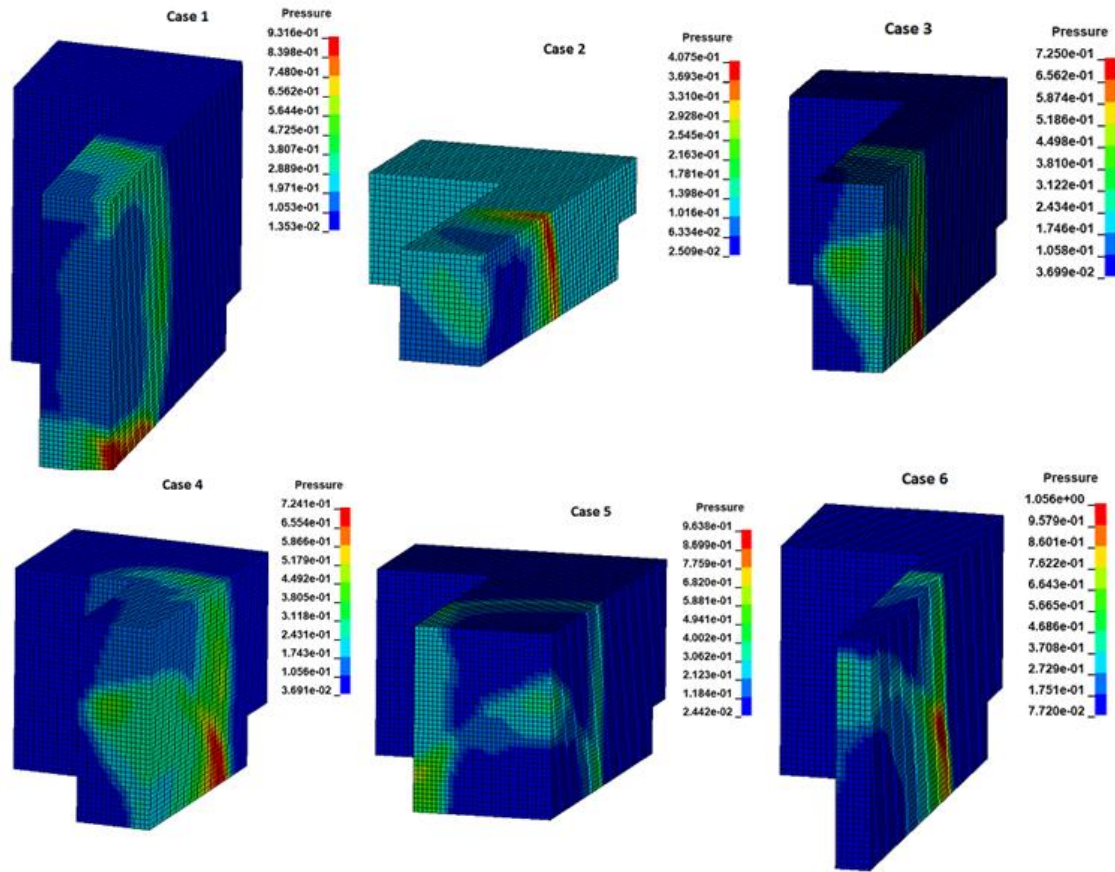 Case 1
Pressure
9.316e-01
8.398e-01
7.480e-01
6.562e-01
5.644e-01
4.725e-01
3.807e-01
2.889e-01
1.971e-01
1.053e-01
1.353e-02
Case 2
Pressure
4.075e-01
3.693e-01
3.310e-01
2.928e-01
2.545e-01
2.163e-01
1.781e-01
1.398e-01
1.016e-01
6.334e-02
2.509e-02
Case 3
Pressure
7.250e-01
6.562e-01
5.874e-01
5.186e-01
4.498e-01
3.810e-01
3.122e-01
2.434e-01
1.746e-01
1.058e-01
3.699e-02
Case 4
Pressure
7.241e-01
6.554e-01
5.866e-01
5.179e-01
4.492e-01
3.805e-01
3.118e-01
2.431e-01
1.743e-01
1.056e-01
3.691e-02
Case 5
Pressure
9.638e-01
8.699e-01
7.759e-01
6.820e-01
5.881e-01
4.941e-01
4.002e-01
3.062e-01
2.123e-01
1.184e-01
2.442e-02
Case 6
Pressure
1.056e+00
9.579e-01
8.601e-01
7.622e-01
6.643e-01
5.665e-01
4.686e-01
3.708e-01
2.729e-01
1.751e-01
7.720e-02